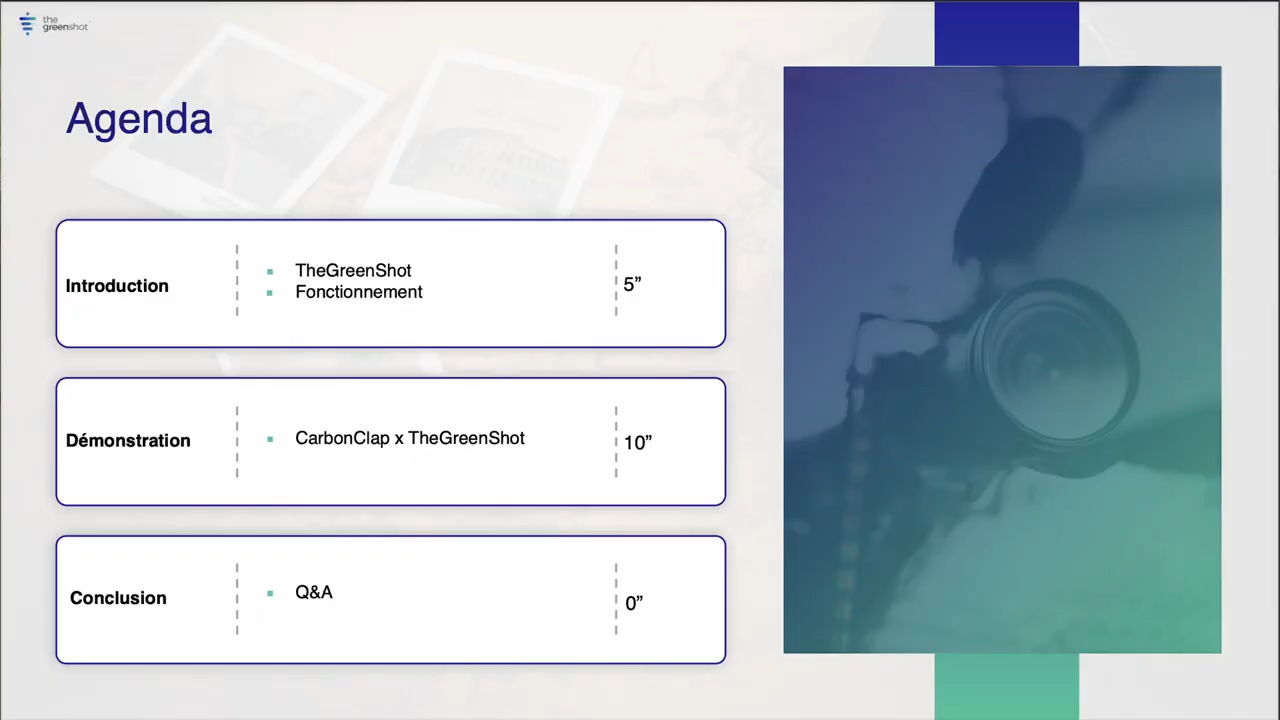 the
greenshot
Agenda
Introduction
TheGreenShot
Fonctionnement
5”
Démonstration
CarbonClap x TheGreenShot
10”
Conclusion
Q&A
0”